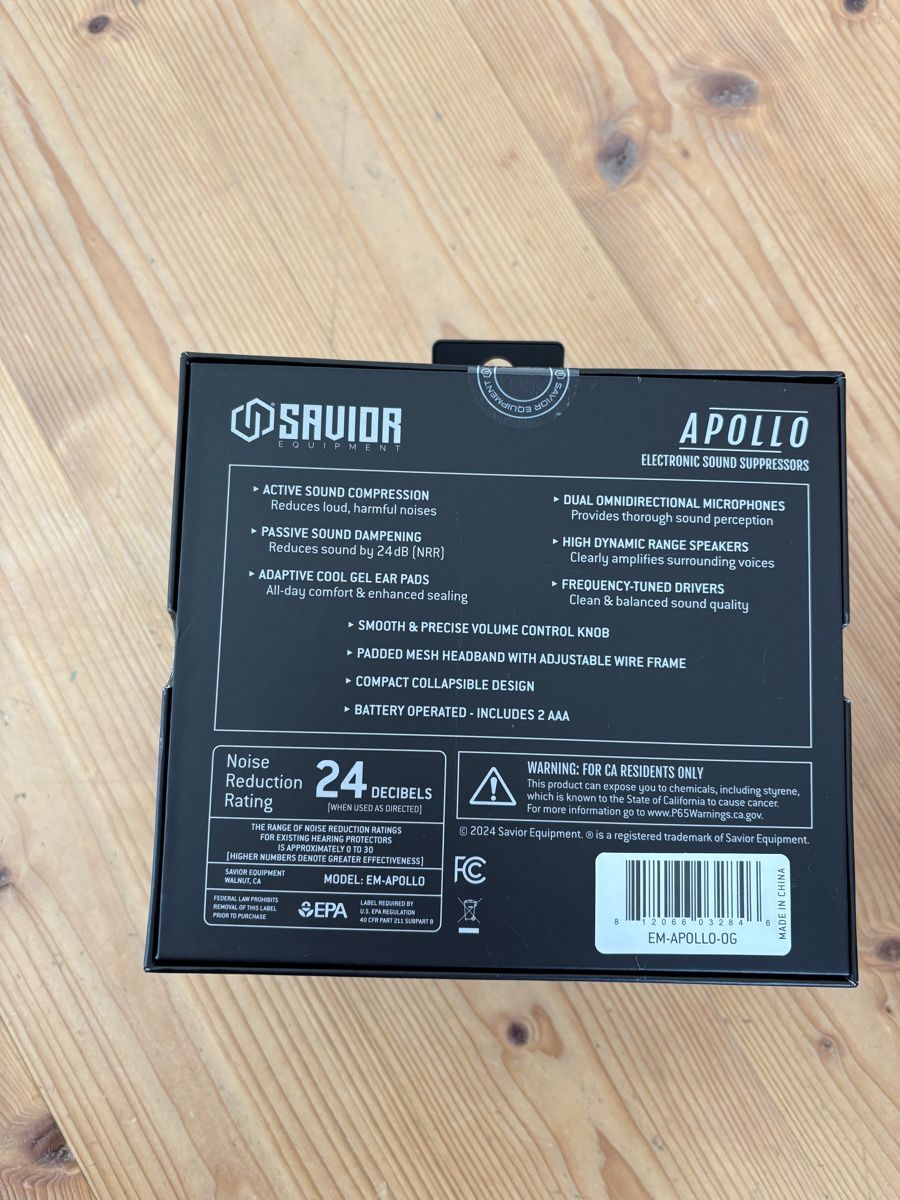 SAVIOR
EQUIPMENT
SAVIOR EQUIPMENT
APOLLO
ELECTRONIC SOUND SUPPRESSORS
▸ ACTIVE SOUND COMPRESSION
Reduces loud, harmful noises
▸ PASSIVE SOUND DAMPENING
Reduces sound by 24dB [NRR]
▸ ADAPTIVE COOL GEL EAR PADS
All-day comfort & enhanced sealing
▸ DUAL OMNIDIRECTIONAL MICROPHONES
Provides thorough sound perception
▸ HIGH DYNAMIC RANGE SPEAKERS
Clearly amplifies surrounding voices
▸ FREQUENCY-TUNED DRIVERS
Clean & balanced sound quality
▸ SMOOTH & PRECISE VOLUME CONTROL KNOB
▸ PADDED MESH HEADBAND WITH ADJUSTABLE WIRE FRAME
▸ COMPACT COLLAPSIBLE DESIGN
▸ BATTERY OPERATED - INCLUDES 2 AAA
Noise
Reduction
Rating
24 DECIBELS
[WHEN USED AS DIRECTED]
THE RANGE OF NOISE REDUCTION RATINGS
FOR EXISTING HEARING PROTECTORS
IS APPROXIMATELY 0 TO 30
[HIGHER NUMBERS DENOTE GREATER EFFECTIVENESS]
SAVIOR EQUIPMENT
WALNUT, CA
MODEL: EM-APOLLO
FEDERAL LAW PROHIBITS
REMOVAL OF THIS LABEL
PRIOR TO PURCHASE
EPA
LABEL REQUIRED BY
U.S. EPA REGULATION
40 CFR PART 211 SUBPART B
WARNING: FOR CA RESIDENTS ONLY
This product can expose you to chemicals, including styrene,
which is known to the State of California to cause cancer.
For more information go to www.P65Warnings.ca.gov.
© 2024 Savior Equipment. ® is a registered trademark of Savior Equipment.
FC
8 12066 03284 6
EM-APOLLO-OG
MADE IN CHINA